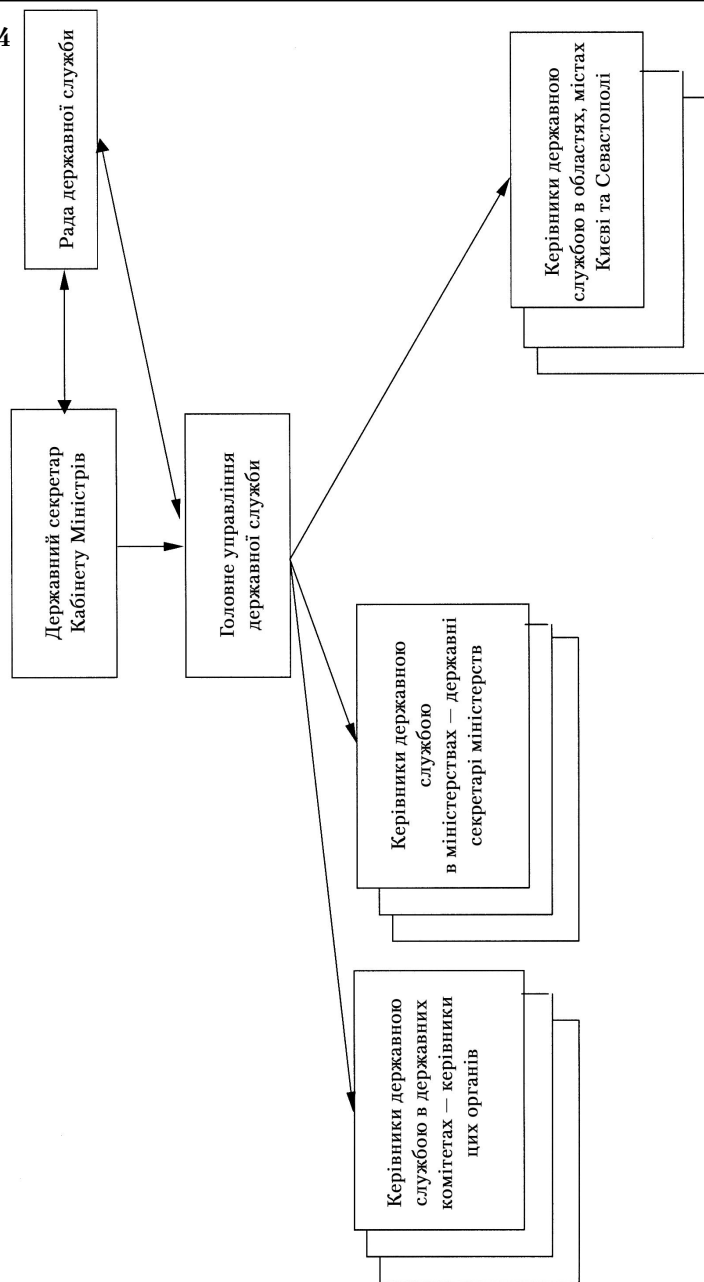 4
Державний секретар
Кабінету Міністрів
Рада державної служби
Головне управління
державної служби
Керівники державною
службою в державних
комітетах — керівники
цих органів
Керівники державною
службою
в міністерствах — державні
секретарі міністерств
Керівники державною
службою в областях, містах
Києві та Севастополі